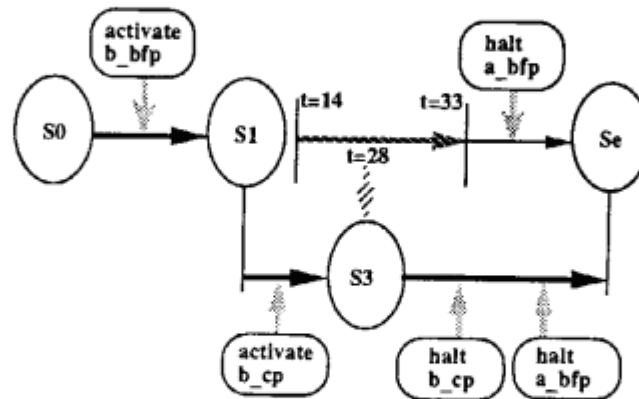 activate
b_bfp
halt
a_bfp
t=14
t=33
S0
S1
Se
t=28
S3
activate
b_cp
halt
b_cp
halt
a_bfp